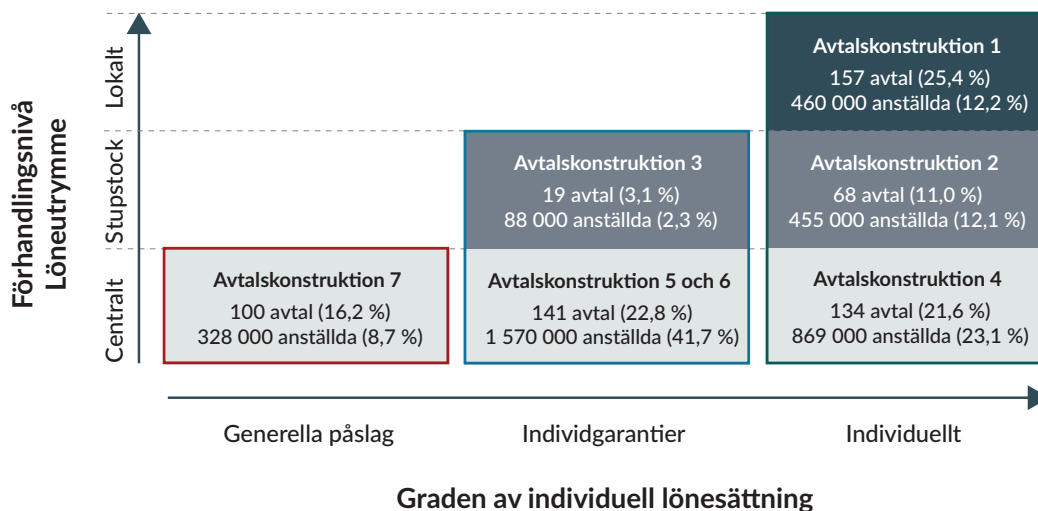 Förhandlingsnivå
Löneutrymme
Lokalt
Stupstock
Centralt
Avtalskonstruktion 1
157 avtal (25,4 %)
460 000 anställda (12,2 %)
Avtalskonstruktion 3
19 avtal (3,1 %)
88 000 anställda (2,3 %)
Avtalskonstruktion 2
68 avtal (11,0 %)
455 000 anställda (12,1 %)
Avtalskonstruktion 7
100 avtal (16,2 %)
328 000 anställda (8,7 %)
Avtalskonstruktion 5 och 6
141 avtal (22,8 %)
1 570 000 anställda (41,7 %)
Avtalskonstruktion 4
134 avtal (21,6 %)
869 000 anställda (23,1 %)
Generella påslag
Individgarantier
Individuellt
Graden av individuell lönesättning